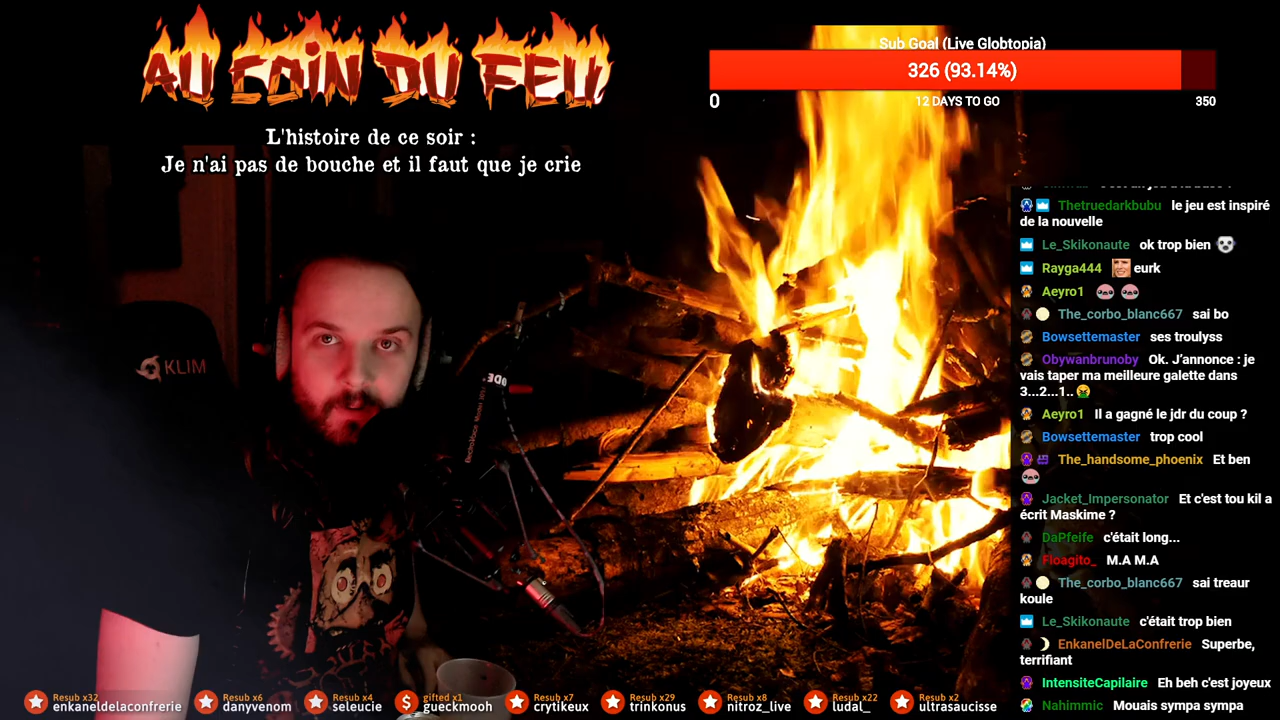 AU COIN DU FEU
L'histoire de ce soir :
Je n'ai pas de bouche et il faut que je crie
Sub Goal (Live Globtopia)
326 (93.14%)
0
12 DAYS TO GO
350
KLIM
Thetruedarkbubu le jeu est inspiré
de la nouvelle
Le_Skikonaute ok trop bien
Rayga444 eurk
Aeyro1
The_corbo_blanc667 sai bo
Bowsettemaster ses troulyss
Obywanbrunoby Ok. J'annonce : je
vais taper ma meilleure galette dans
3...2...1..
Aeyro1 Il a gagné le jdr du coup ?
Bowsettemaster trop cool
The_handsome_phoenix Et ben
Jacket_Impersonator Et c'est tou kil a
écrit Maskime ?
DaPfeife c'était long...
Floagito_ M.A M.A
The_corbo_blanc667 sai treaur
koule
Le_Skikonaute c'était trop bien
EnkanelDeLaConfrerie Superbe,
terrifiant
IntensiteCapilaire Eh beh c'est joyeux
Nahimmic Mouais sympa sympa
Resub x32
enkaneldelaconfrerie
Resub x6
danyvenom
Resub x4
seleucie
gifted x1
gueckmooh
Resub x7
crytikeux
Resub x29
trinkonus
Resub x8
nitroz_live
Resub x22
ludal_
Resub x2
ultrasaucisse